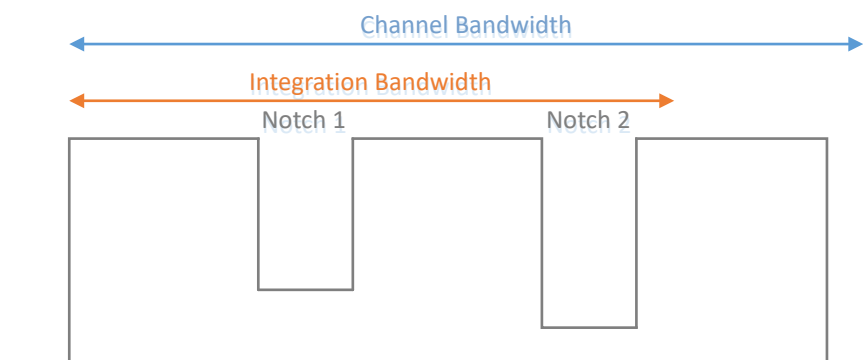 Channel Bandwidth
Integration Bandwidth
Notch 1
Notch 2